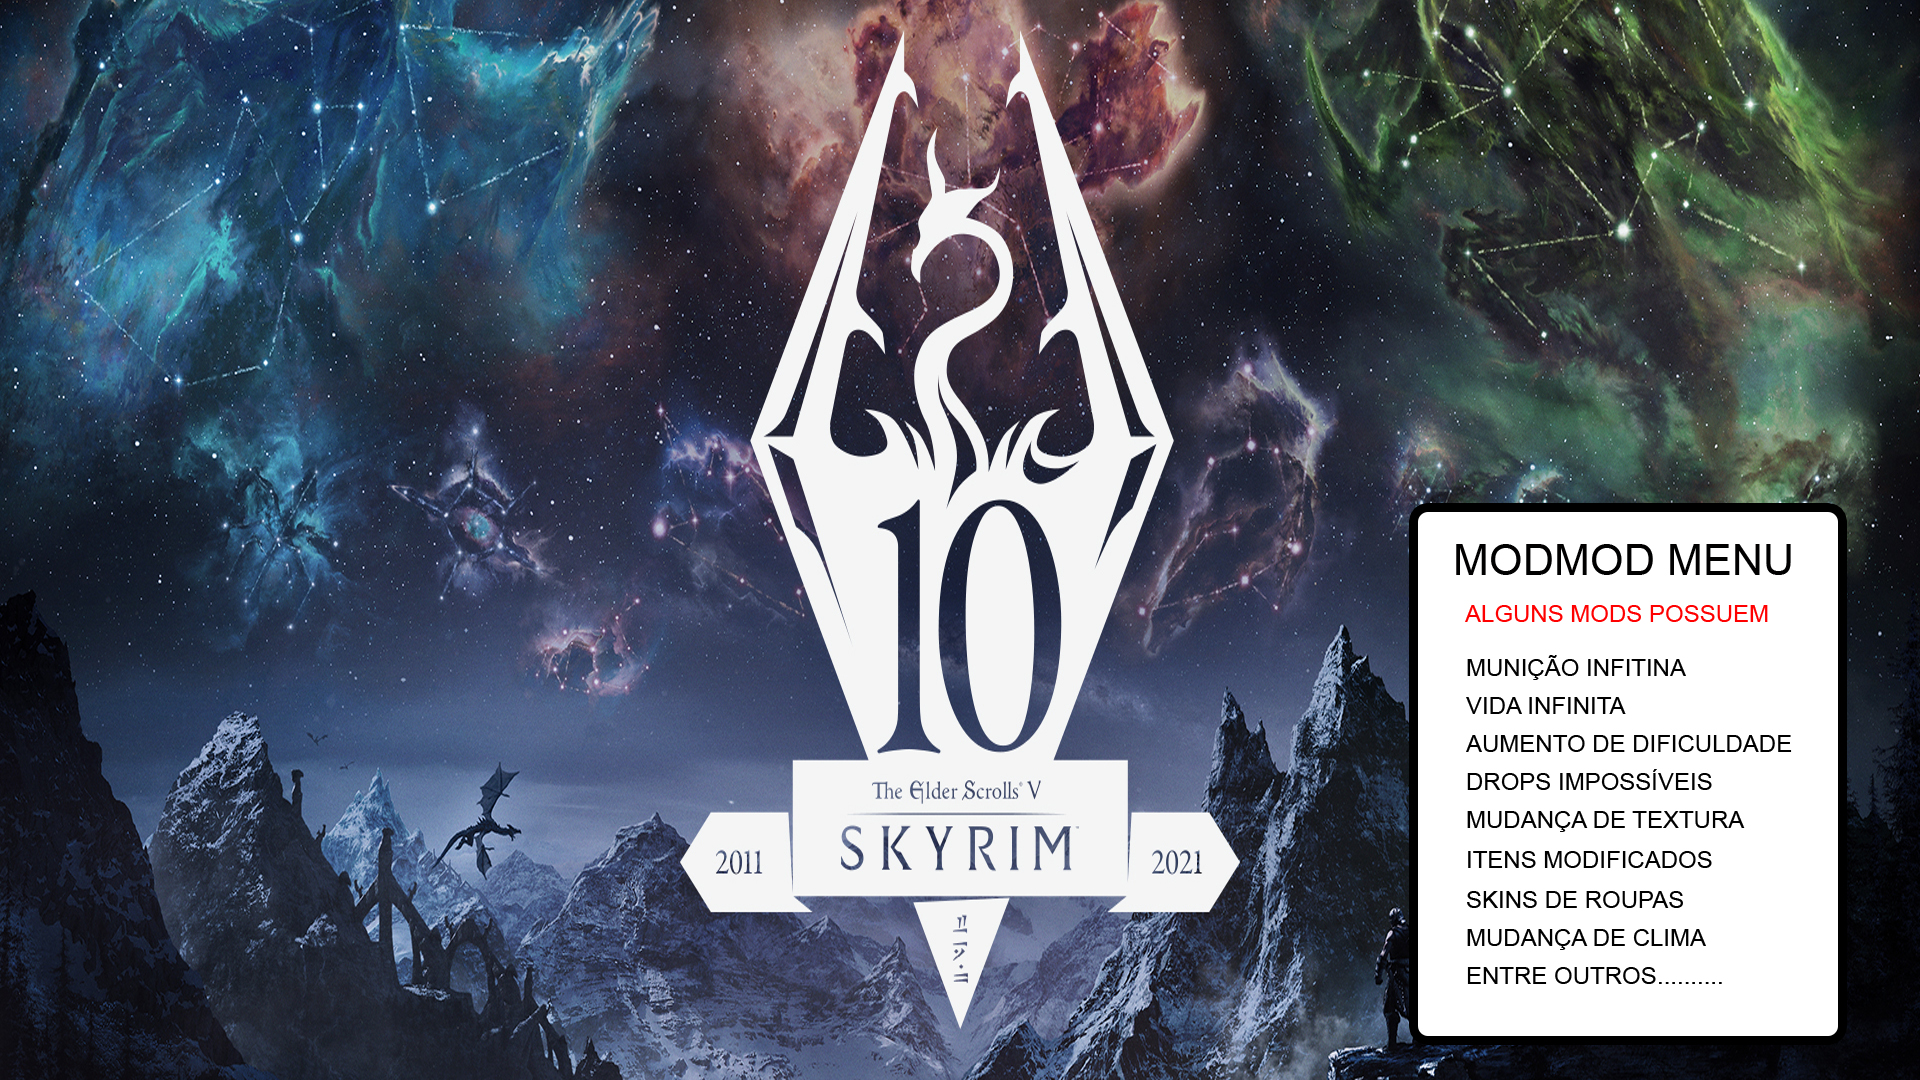 10
The Elder Scrolls® V
SKYRIM
2011
2021
MODMOD MENU
ALGUNS MODS POSSUEM
MUNIÇÃO INFITINA
VIDA INFINITA
AUMENTO DE DIFICULDADE
DROPS IMPOSSÍVEIS
MUDANÇA DE TEXTURA
ITENS MODIFICADOS
SKINS DE ROUPAS
MUDANÇA DE CLIMA
ENTRE OUTROS..........